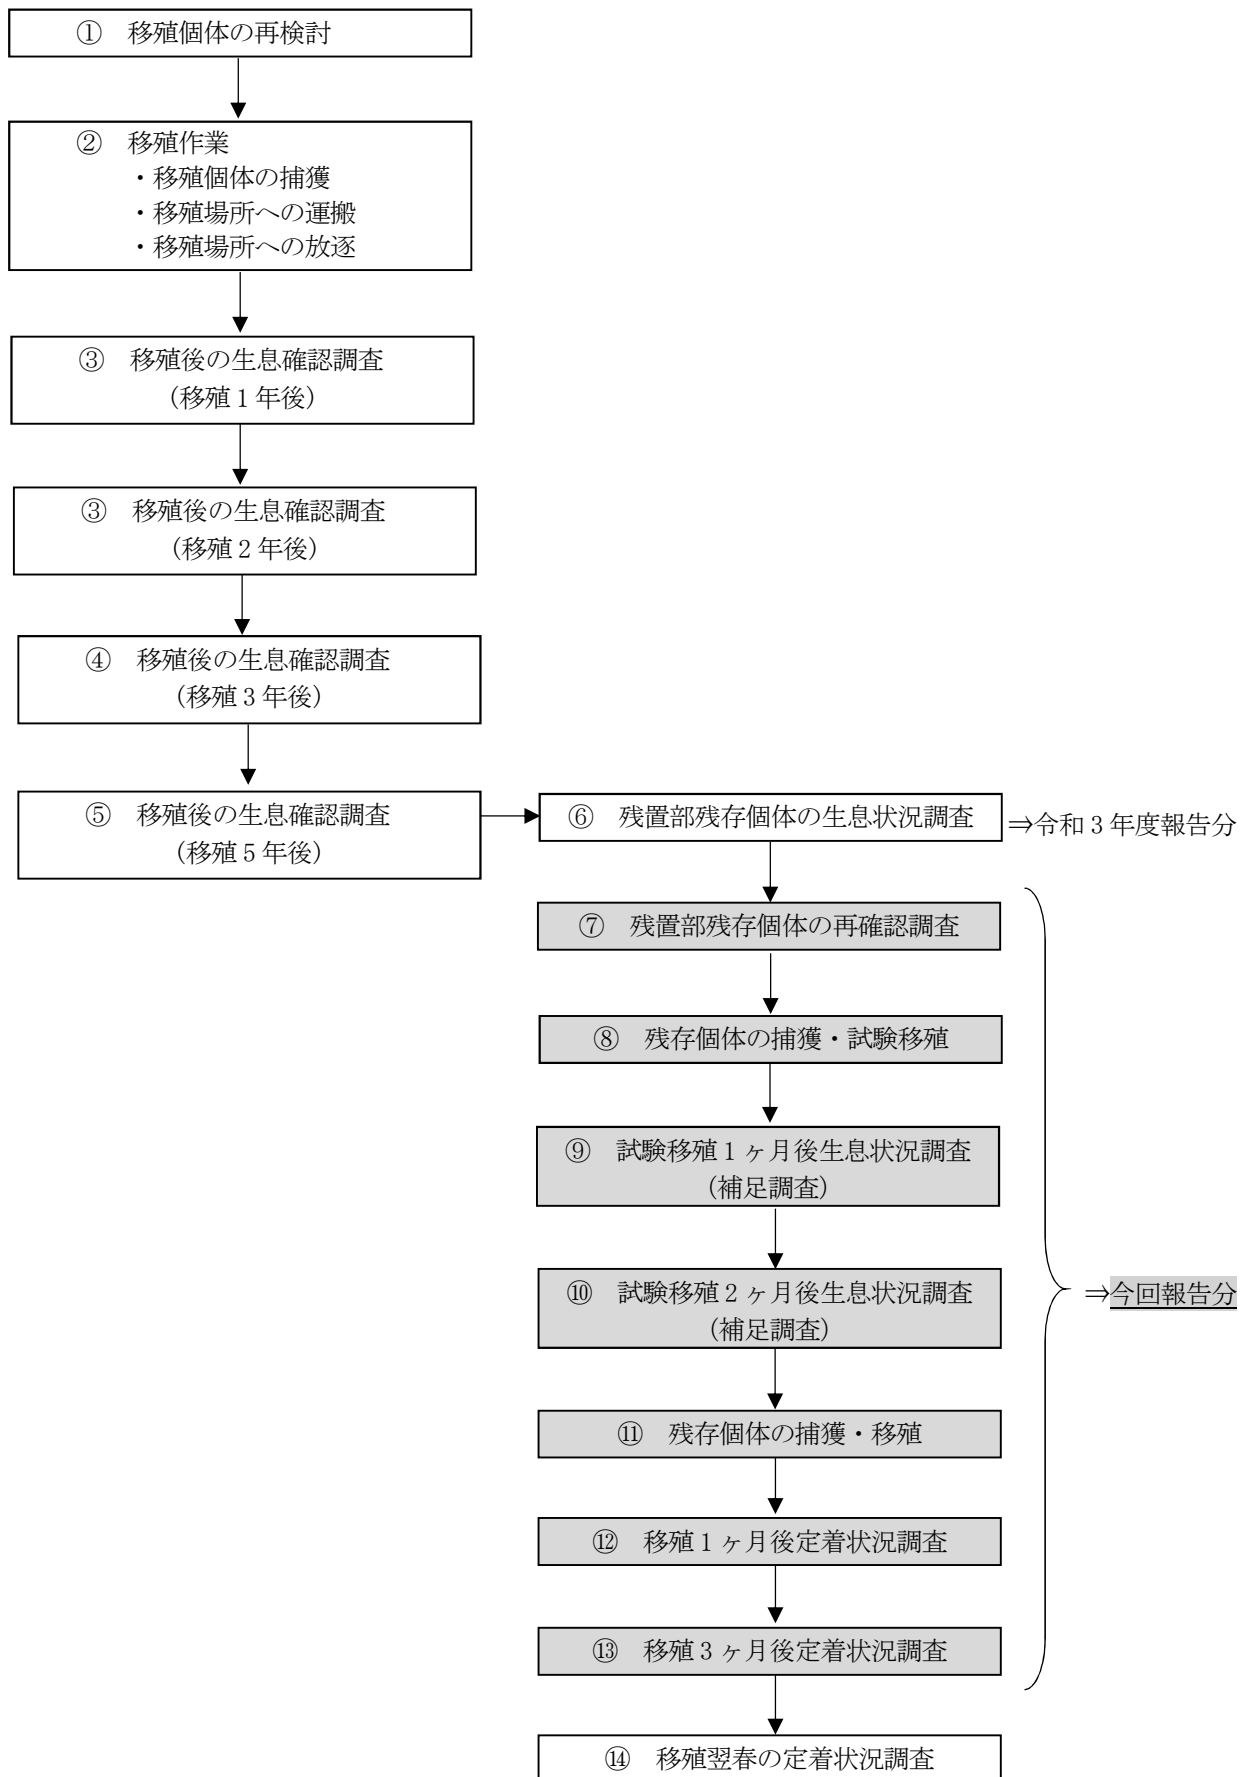 ① 移殖個体の再検討
② 移殖作業
・移殖個体の捕獲
・移殖場所への運搬
・移殖場所への放逐
③ 移殖後の生息確認調査
(移殖1年後)
③ 移殖後の生息確認調査
(移殖2年後)
④ 移殖後の生息確認調査
(移殖3年後)
⑤ 移殖後の生息確認調査
(移殖5年後)
⑥ 残置部残存個体の生息状況調査
⇒令和3年度報告分
⑦ 残置部残存個体の再確認調査
⑧ 残存個体の捕獲・試験移殖
⑨ 試験移殖1ヶ月後生息状況調査
(補足調査)
⑩ 試験移殖2ヶ月後生息状況調査
(補足調査)
⇒今回報告分
⑪ 残存個体の捕獲・移殖
⑫ 移殖1ヶ月後定着状況調査
⑬ 移殖3ヶ月後定着状況調査
⑭ 移殖翌春の定着状況調査